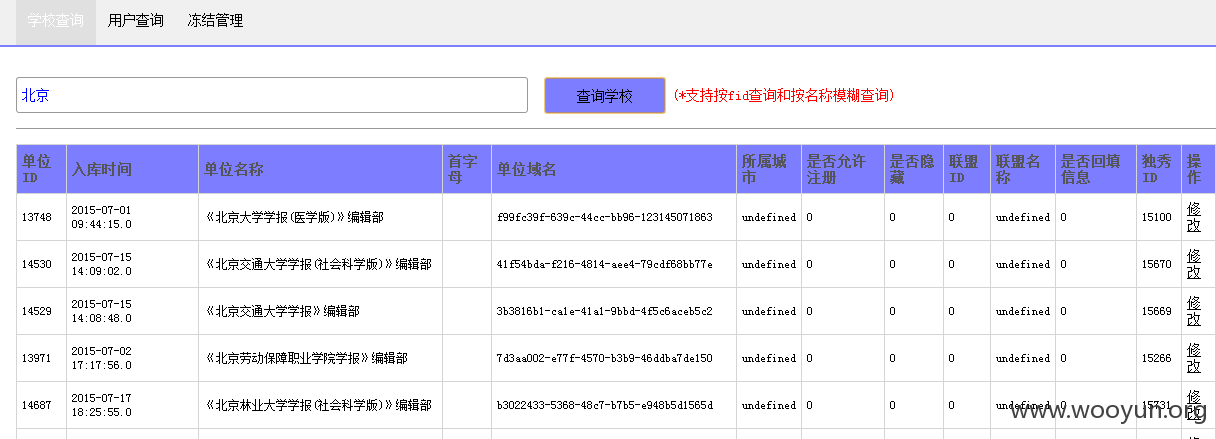 学校查询 用户查询 冻结管理
北京 查询学校 (*支持按fid查询和按名称模糊查询)
单位ID 入库时间 单位名称 首字母 单位域名 所属城市 是否允许注册 是否隐藏 联盟ID 联盟名称 是否回填信息 独秀ID 操作
13748 2015-07-01 09:44:15.0 《北京大学学报(医学版)》编辑部 f99fc39f-639c-44cc-bb96-123145071863 undefined 0 0 0 undefined 0 15100 修改
14530 2015-07-15 14:09:02.0 《北京交通大学学报(社会科学版)》编辑部 41f54bda-f216-4814-aee4-79cdf68bb77e undefined 0 0 0 undefined 0 15670 修改
14529 2015-07-15 14:08:48.0 《北京交通大学学报》编辑部 3b3816b1-ca1e-41a1-9bbd-4f5c6aceb5c2 undefined 0 0 0 undefined 0 15669 修改
13971 2015-07-02 17:17:56.0 《北京劳动保障职业学院学报》编辑部 7d3aa002-e77f-4570-b3b9-46ddba7de150 undefined 0 0 0 undefined 0 15266 修改
14687 2015-07-17 18:25:55.0 《北京林业大学学报(社会科学版)》编辑部 b3022433-5368-48c7-b7b5-e948b5d1565d undefined 0 0 0 undefined 0 15731 修改
www.wooyun.org